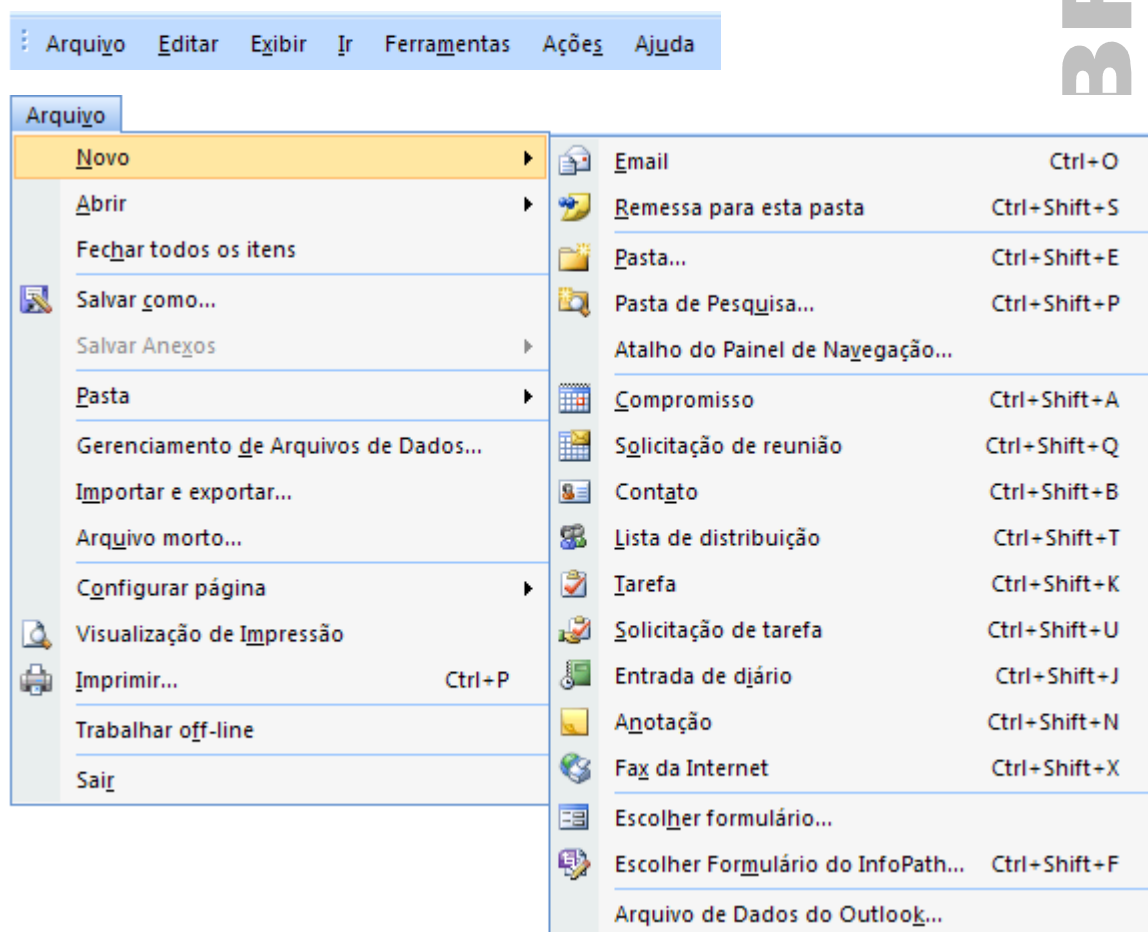 Arquivo Editar Exibir Ir Ferramentas Ações Ajuda
Arquivo
Novo
Abrir
Fechar todos os itens
Salvar como...
Salvar Anexos
Pasta
Gerenciamento de Arquivos de Dados...
Importar e exportar...
Arquivo morto...
Configurar página
Visualização de Impressão
Imprimir... Ctrl+P
Trabalhar off-line
Sair
Email Ctrl+O
Remessa para esta pasta Ctrl+Shift+S
Pasta... Ctrl+Shift+E
Pasta de Pesquisa... Ctrl+Shift+P
Atalho do Painel de Navegação...
Compromisso Ctrl+Shift+A
Solicitação de reunião Ctrl+Shift+Q
Contato Ctrl+Shift+B
Lista de distribuição Ctrl+Shift+T
Tarefa Ctrl+Shift+K
Solicitação de tarefa Ctrl+Shift+U
Entrada de diário Ctrl+Shift+J
Anotação Ctrl+Shift+N
Fax da Internet Ctrl+Shift+X
Escolher formulário...
Escolher Formulário do InfoPath... Ctrl+Shift+F
Arquivo de Dados do Outlook...